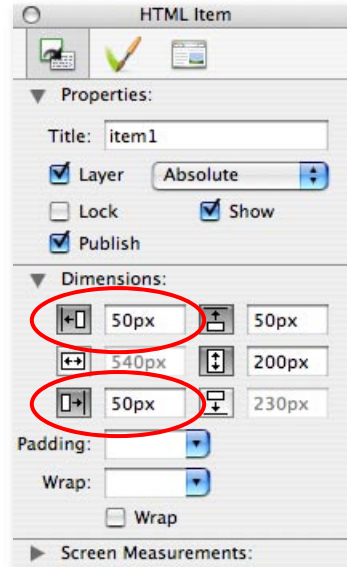 HTML Item
Properties:
Title: item1
Layer Absolute
Lock Show
Publish
Dimensions:
50px 50px
540px 200px
50px 230px
Padding:
Wrap:
Wrap
Screen Measurements: